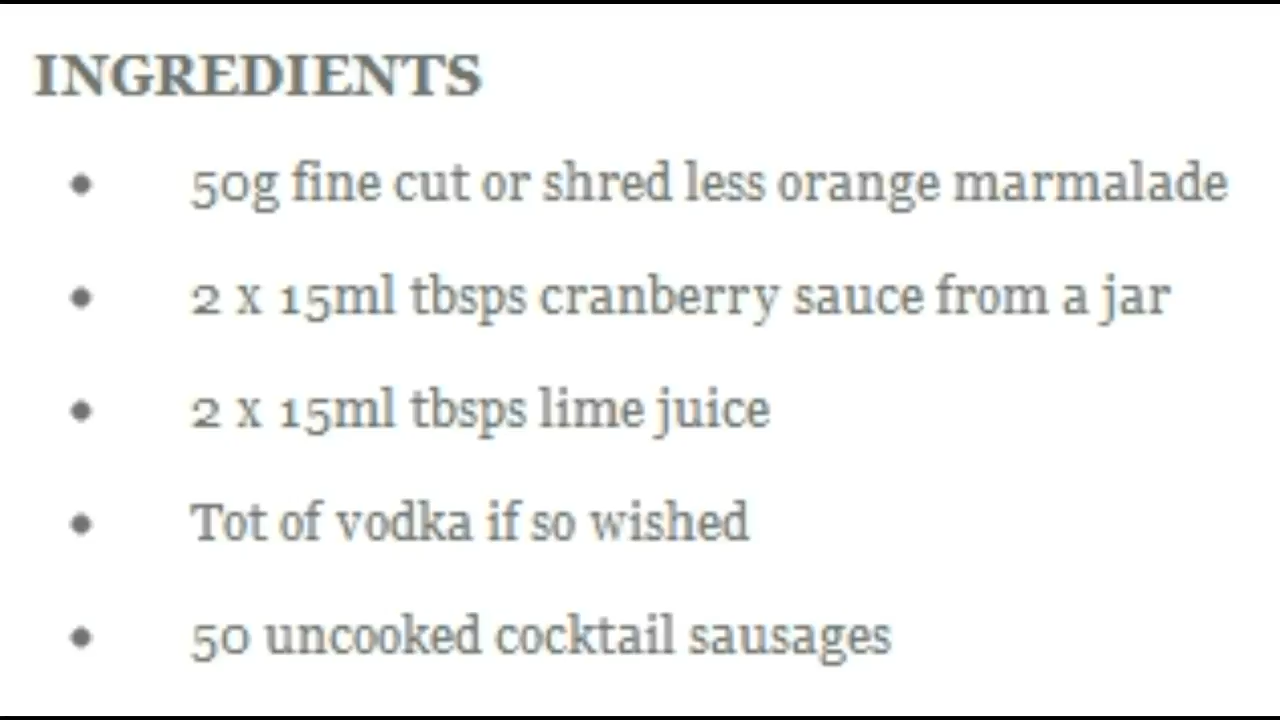 INGREDIENTS
• 50g fine cut or shred less orange marmalade
• 2 x 15ml tbsps cranberry sauce from a jar
• 2 x 15ml tbsps lime juice
• Tot of vodka if so wished
• 50 uncooked cocktail sausages